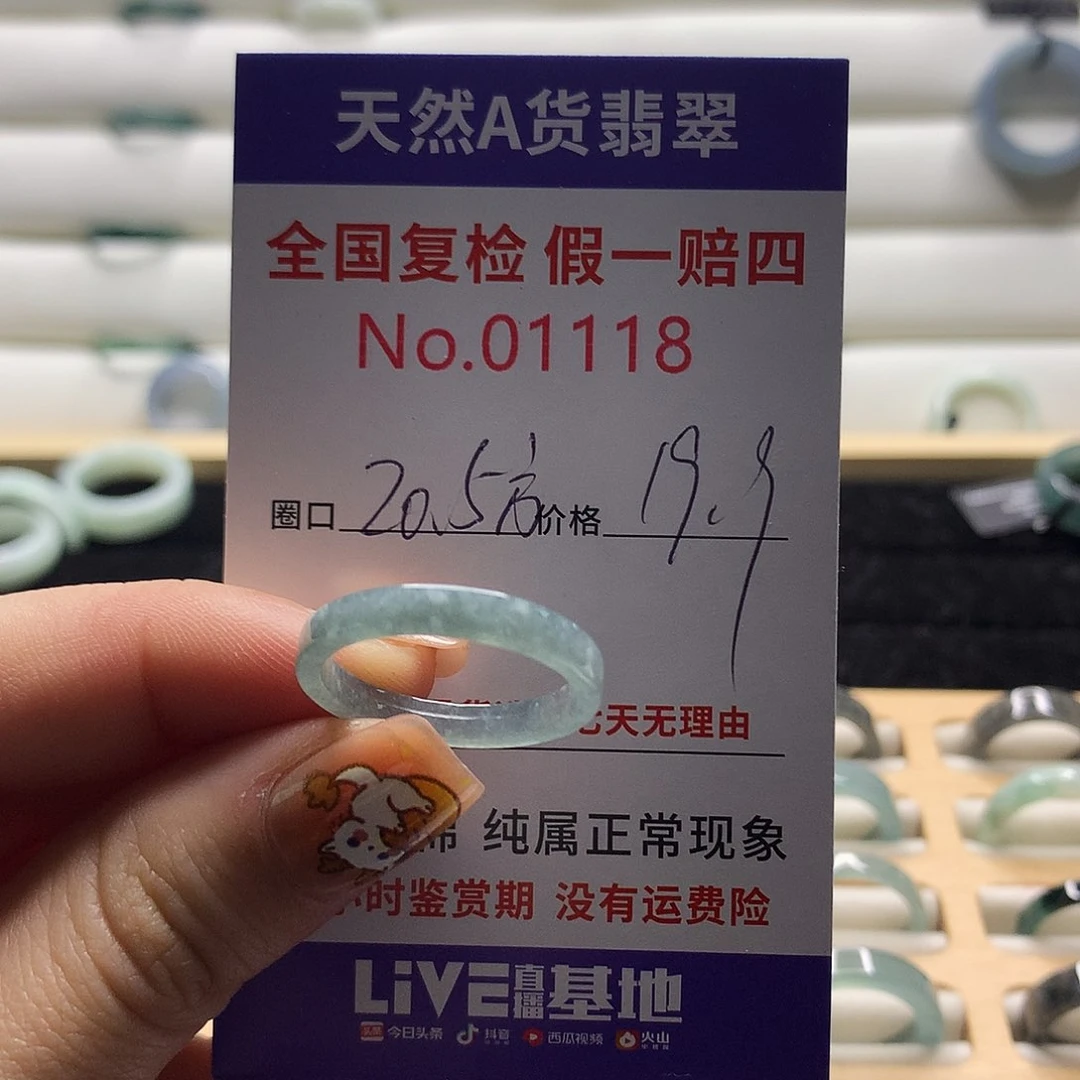 天然A货翡翠
全国复检 假一赔四
No.01118
圈口 20.5方 价格 19.9
七天无理由
纯属正常现象
时鉴赏期 没有运费险
LiVE直播基地
今日头条 抖音 西瓜视频 火山